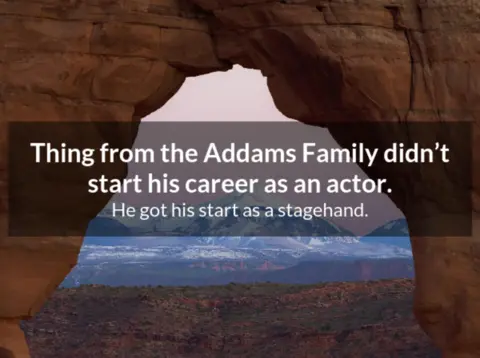 Thing from the Addams Family didn’t
start his career as an actor.
He got his start as a stagehand.